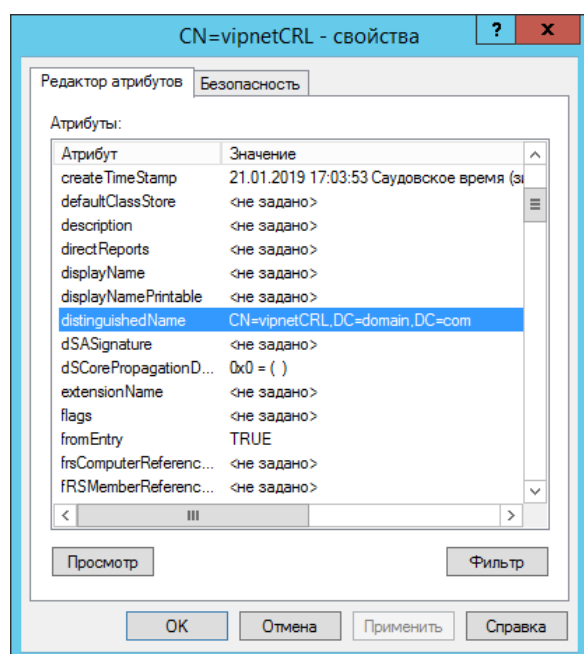 CN=vipnetCRL - свойства ? x
Редактор атрибутов Безопасность
Атрибуты:
Атрибут Значение
createTimeStamp 21.01.2019 17:03:53 Саудовское время (зи
defaultClassStore <не задано>
description <не задано>
directReports <не задано>
displayName <не задано>
displayNamePrintable <не задано>
distinguishedName CN=vipnetCRL,DC=domain,DC=com
dSASignature <не задано>
dSCorePropagationD... 0x0 = ( )
extensionName <не задано>
flags <не задано>
fromEntry TRUE
frsComputerReferenc... <не задано>
fRSMemberReferenc... <не задано>
Просмотр Фильтр
OK Отмена Применить Справка